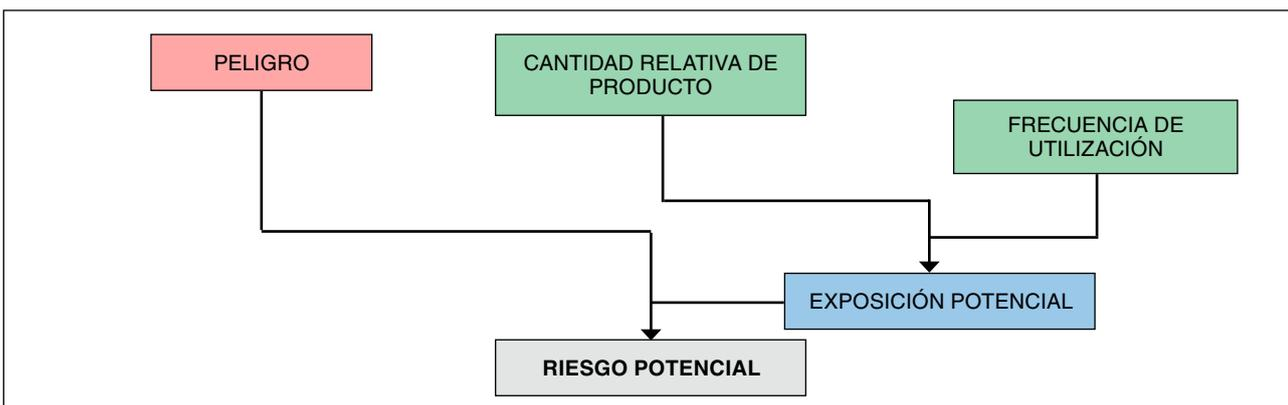 PELIGRO
CANTIDAD RELATIVA DE
PRODUCTO
FRECUENCIA DE
UTILIZACIÓN
EXPOSICIÓN POTENCIAL
RIESGO POTENCIAL